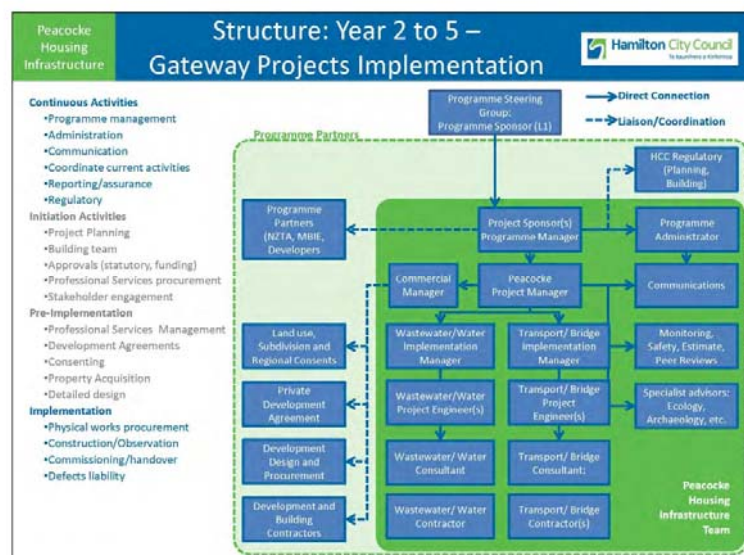 Peacocke
Housing
Infrastructure
Structure: Year 2 to 5 –
Gateway Projects Implementation
Hamilton City Council
Te kaunihera o Kirikiriroa
Continuous Activities
•Programme management
•Administration
•Communication
•Coordinate current activities
•Reporting/assurance
•Regulatory
Initiation Activities
•Project Planning
•Building team
•Approvals (statutory, funding)
•Professional Services procurement
•Stakeholder engagement
Pre-Implementation
•Professional Services Management
•Development Agreements
•Consenting
•Property Acquisition
•Detailed design
Implementation
•Physical works procurement
•Construction/Observation
•Commissioning/handover
•Defects liability
Programme Steering
Group:
Programme Sponsor (L1)
Direct Connection
Liaison/Coordination
Programme Partners
HCC Regulatory
(Planning,
Building)
Programme
Partners
(NZTA, MBIE,
Developers
Project Sponsor(s)
Programme Manager
Programme
Administrator
Commercial
Manager
Peacocke
Project Manager
Communications
Land use,
Subdivision and
Regional Consents
Wastewater/Water
Implementation
Manager
Transport/ Bridge
Implementation
Manager
Monitoring,
Safety, Estimate,
Peer Reviews
Private
Development
Agreement
Wastewater/Water
Project Engineer(s)
Transport/ Bridge
Project
Engineer(s)
Specialist advisors:
Ecology,
Archaeology, etc.
Development
Design and
Procurement
Wastewater/ Water
Consultant
Transport/ Bridge
Consultant:
Development and
Building
Contractors
Wastewater/ Water
Contractor
Transport/ Bridge
Contractor(s)
Peacocke
Housing
Infrastructure
Team